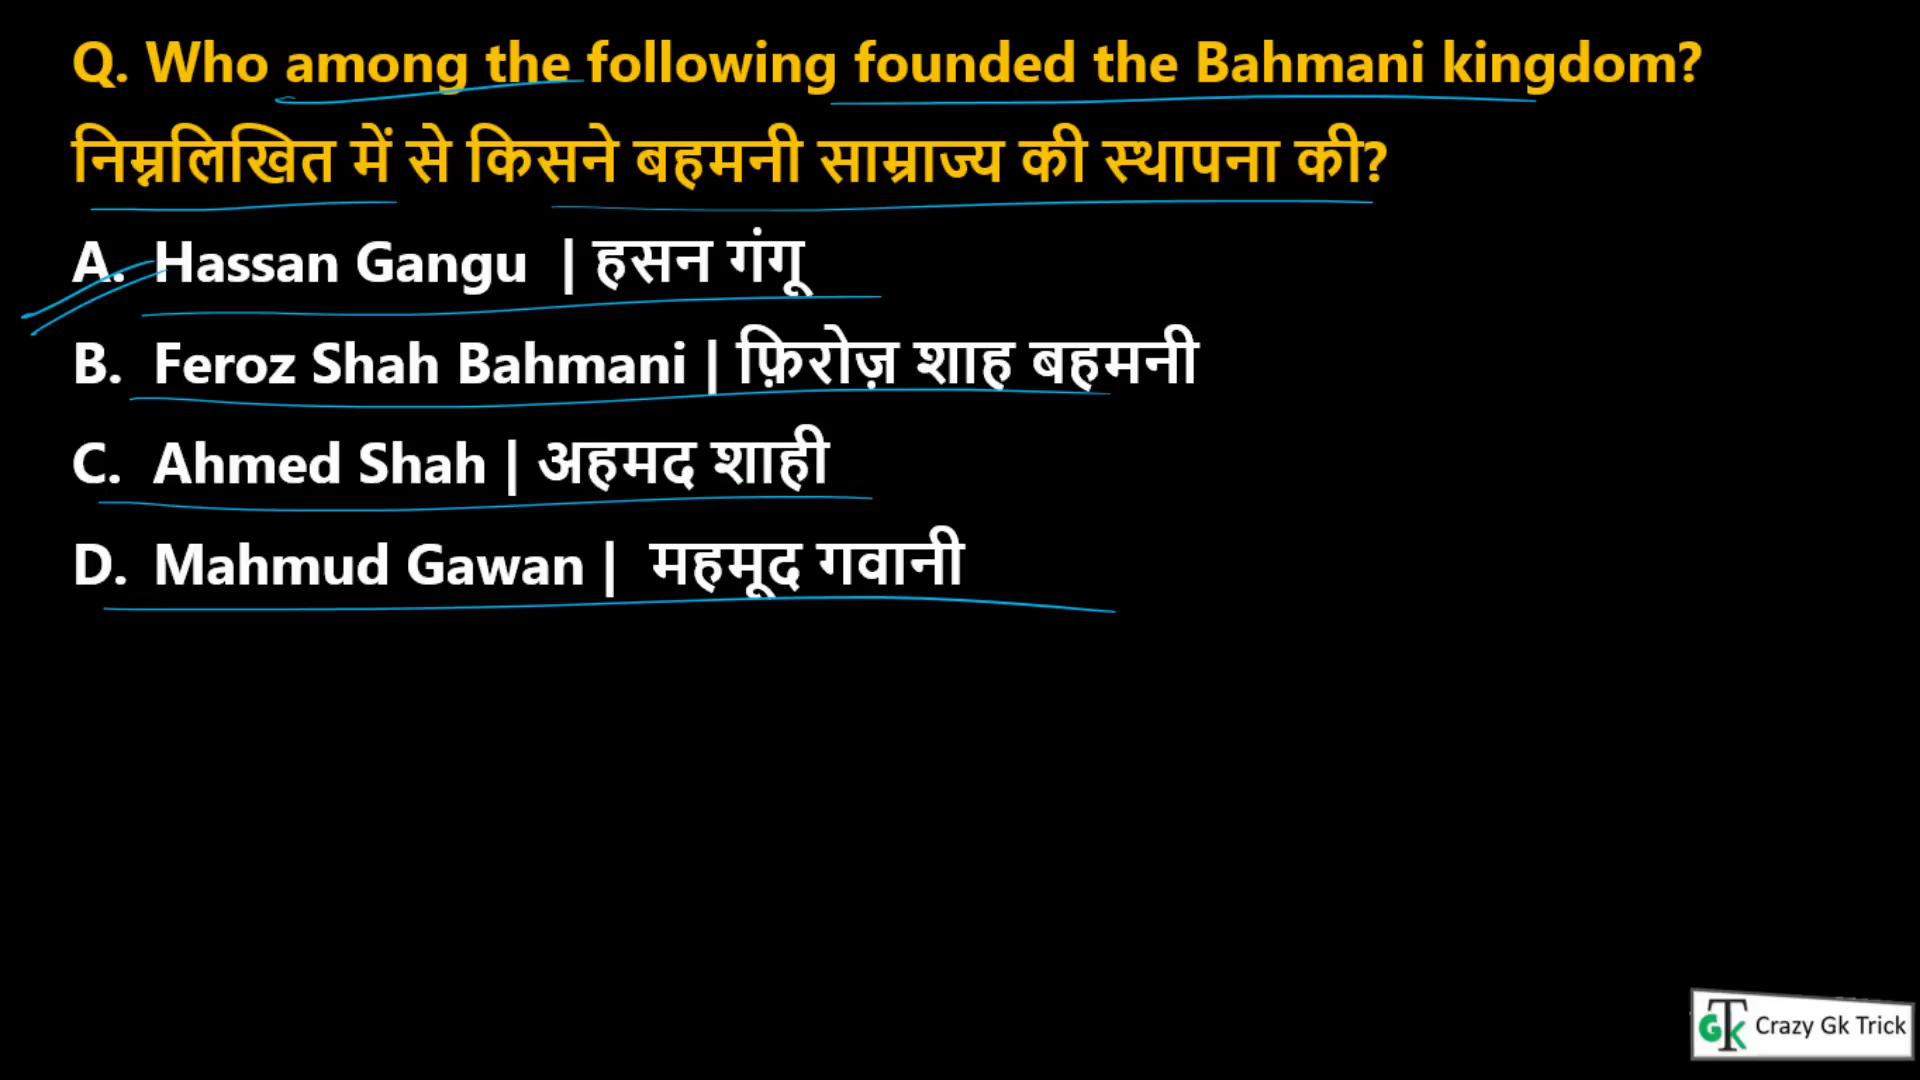 Q. Who among the following founded the Bahmani kingdom?
निम्नलिखित में से किसने बहमनी साम्राज्य की स्थापना की?
A. Hassan Gangu | हसन गंगू
B. Feroz Shah Bahmani | फ़िरोज़ शाह बहमनी
C. Ahmed Shah | अहमद शाही
D. Mahmud Gawan | महमूद गवानी
GTK Crazy Gk Trick